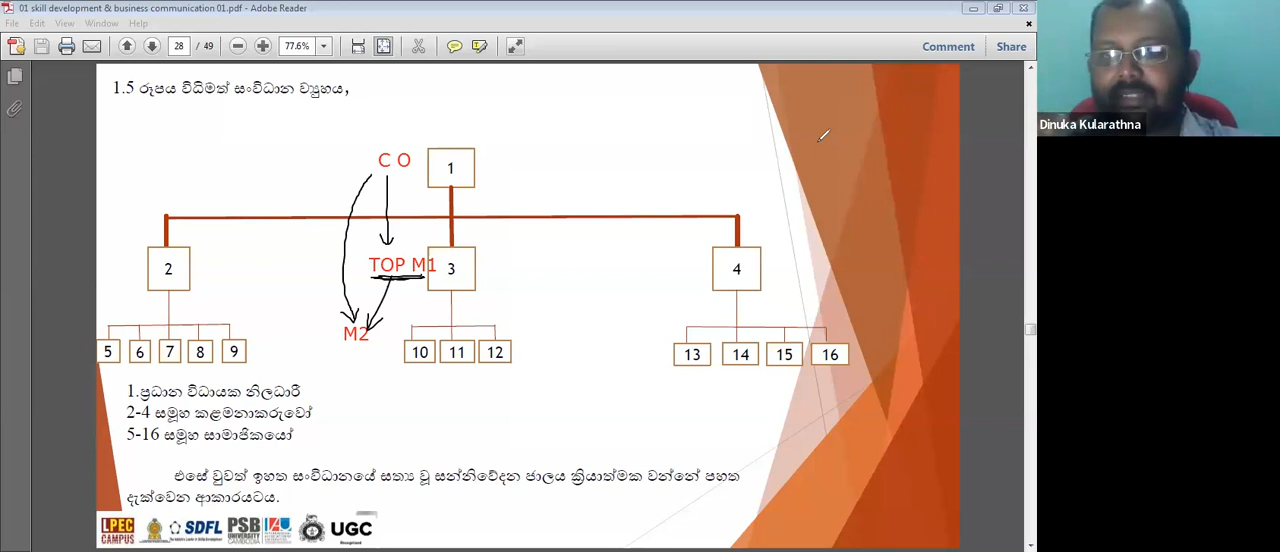 01 skill development & business communication 01.pdf - Adobe Reader
File Edit View Window Help
28 / 49 77.6% Comment Share
1.5 රූපය විධිමත් සංවිධාන ව්‍යුහය,
C O 1
2 TOP M1 3 4
M2
5 6 7 8 9 10 11 12 13 14 15 16
1.ප්‍රධාන විධායක නිලධාරී
2-4 සමූහ කළමනාකරුවෝ
5-16 සමූහ සාමාජිකයෝ
එසේ වුවත් ඉහත සංවිධානයේ සත්‍ය වූ සන්නිවේදන ජාලය ක්‍රියාත්මක වන්නේ පහත
දැක්වෙන ආකාරයටය.
LPEC CAMPUS SDFL PSB UNIVERSITY CAMBODIA IAU UGC
Dinuka Kularathna